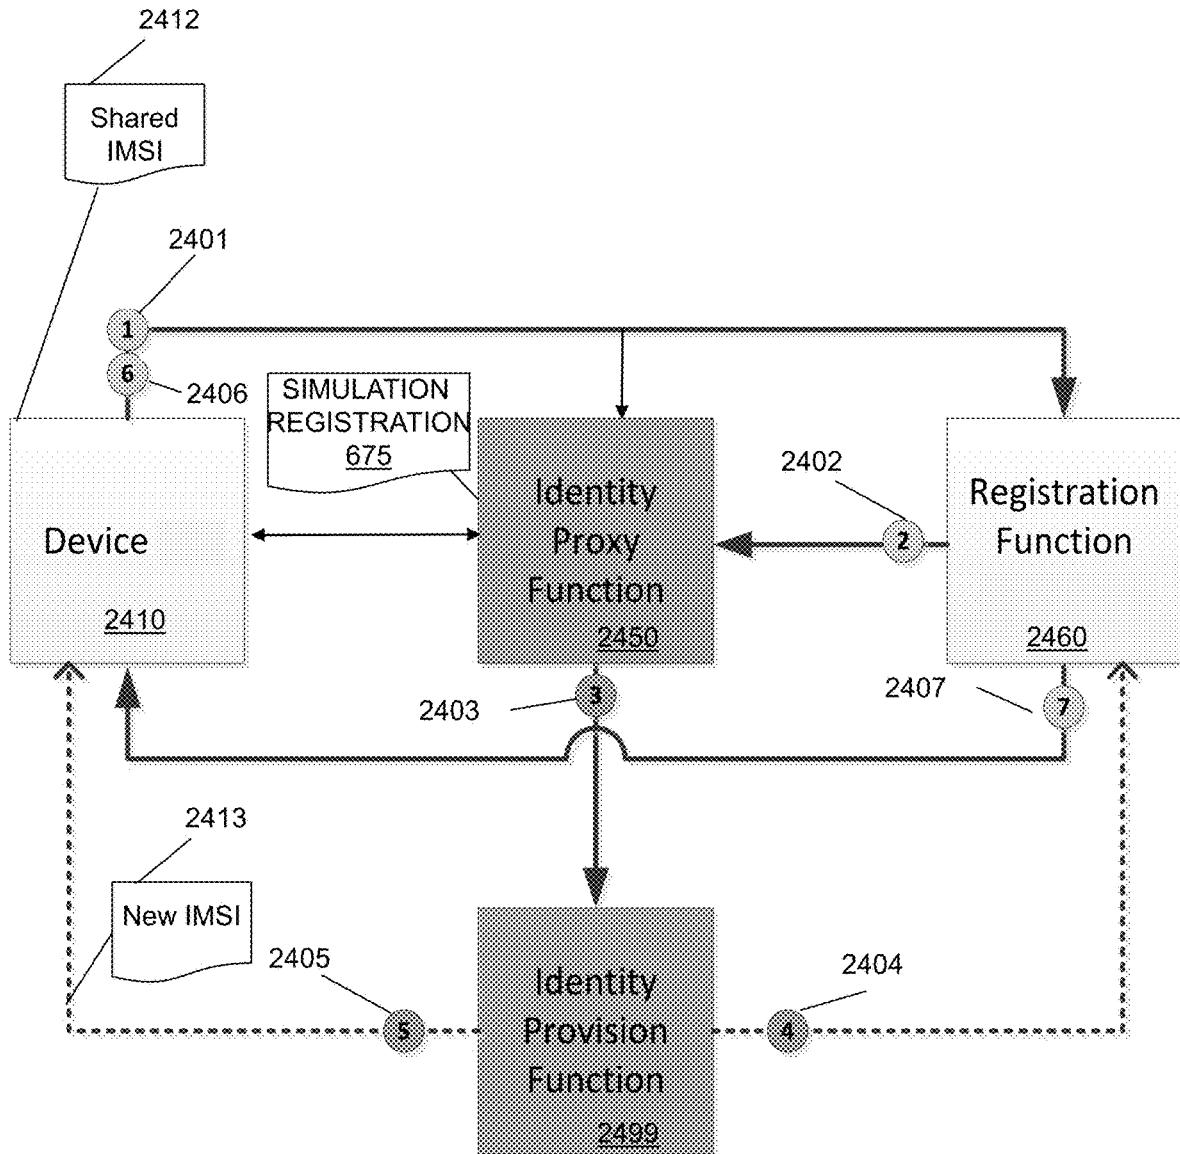 2412
Shared
IMSI
2401
1
6
2406
SIMULATION
REGISTRATION
675
Device
2410
Identity
Proxy
Function
2450
2402
2
Registration
Function
2460
2403
3
2407
7
2413
New IMSI
2405
5
Identity
Provision
Function
2499
2404
4